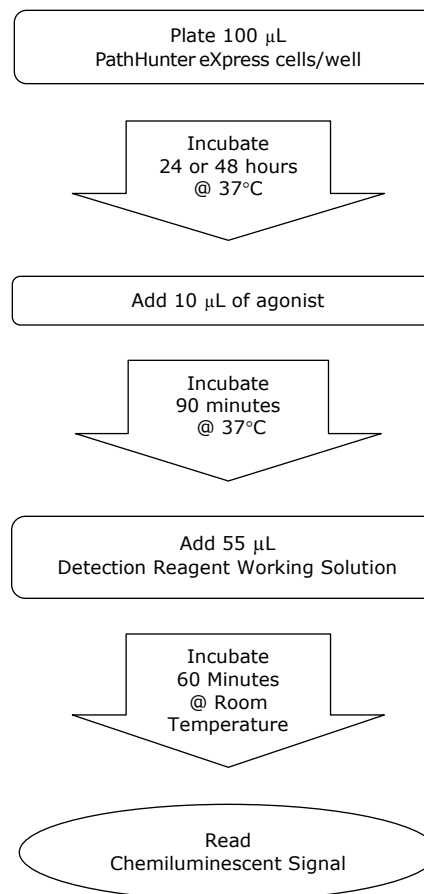 Plate 100 µL
PathHunter eXpress cells/well
Incubate
24 or 48 hours
@ 37°C
Add 10 µL of agonist
Incubate
90 minutes
@ 37°C
Add 55 µL
Detection Reagent Working Solution
Incubate
60 Minutes
@ Room
Temperature
Read
Chemiluminescent Signal